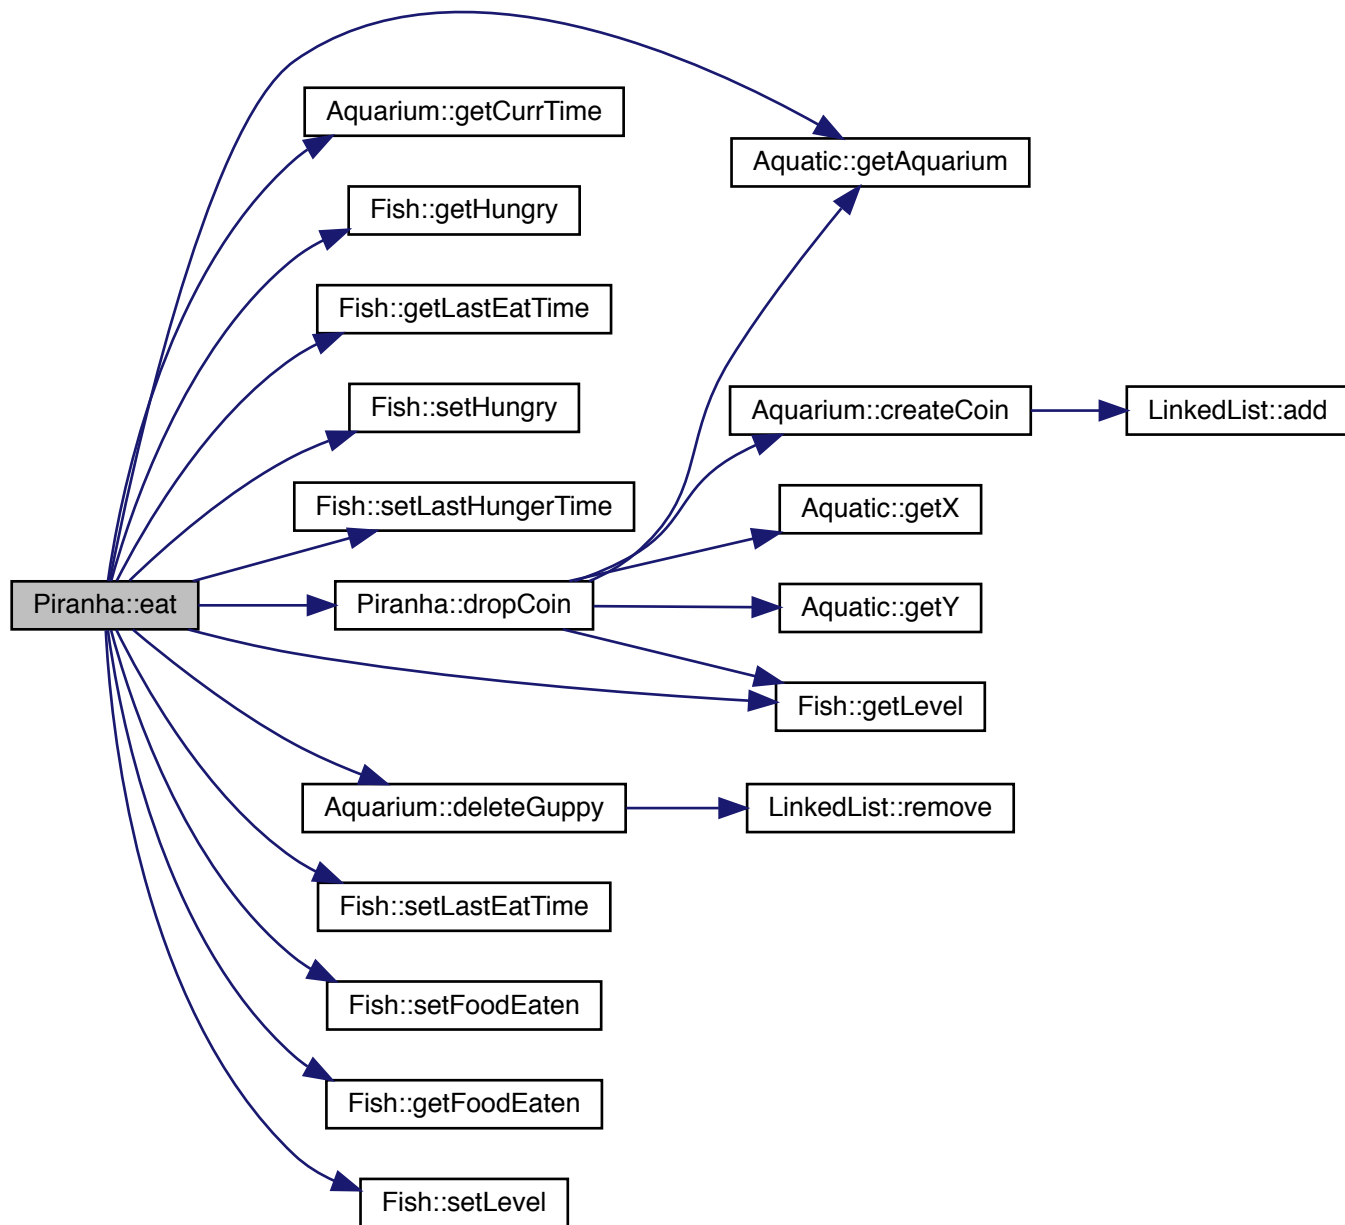 Aquarium::getCurrTime
Aquatic::getAquarium
Fish::getHungry
Fish::getLastEatTime
Fish::setHungry
Aquarium::createCoin
LinkedList::add
Fish::setLastHungerTime
Aquatic::getX
Piranha::eat
Piranha::dropCoin
Aquatic::getY
Fish::getLevel
Aquarium::deleteGuppy
LinkedList::remove
Fish::setLastEatTime
Fish::setFoodEaten
Fish::getFoodEaten
Fish::setLevel